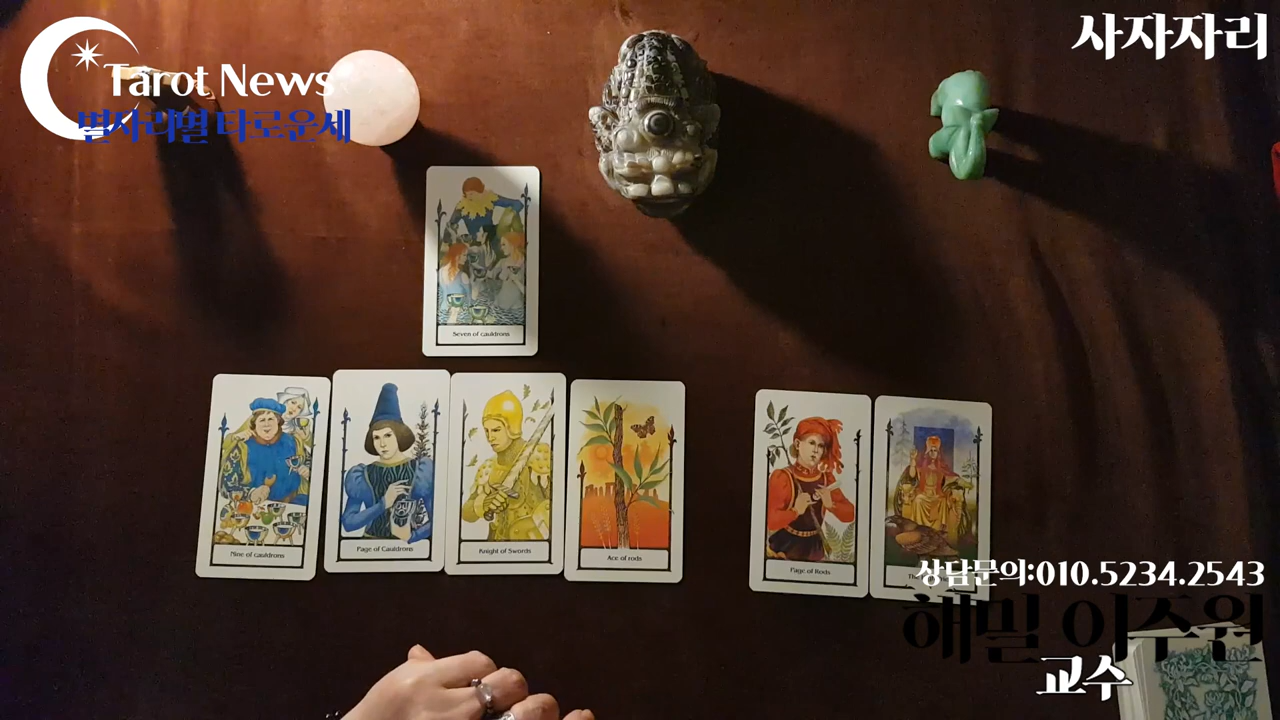 사자자리
Tarot News
별자리별 타로운세
Seven of cauldrons
Nine of cauldrons
Page of Cauldrons
Knight of Swords
Ace of rods
Page of Rods
The
상담문의:010.5234.2543
해밀 이주원
교수